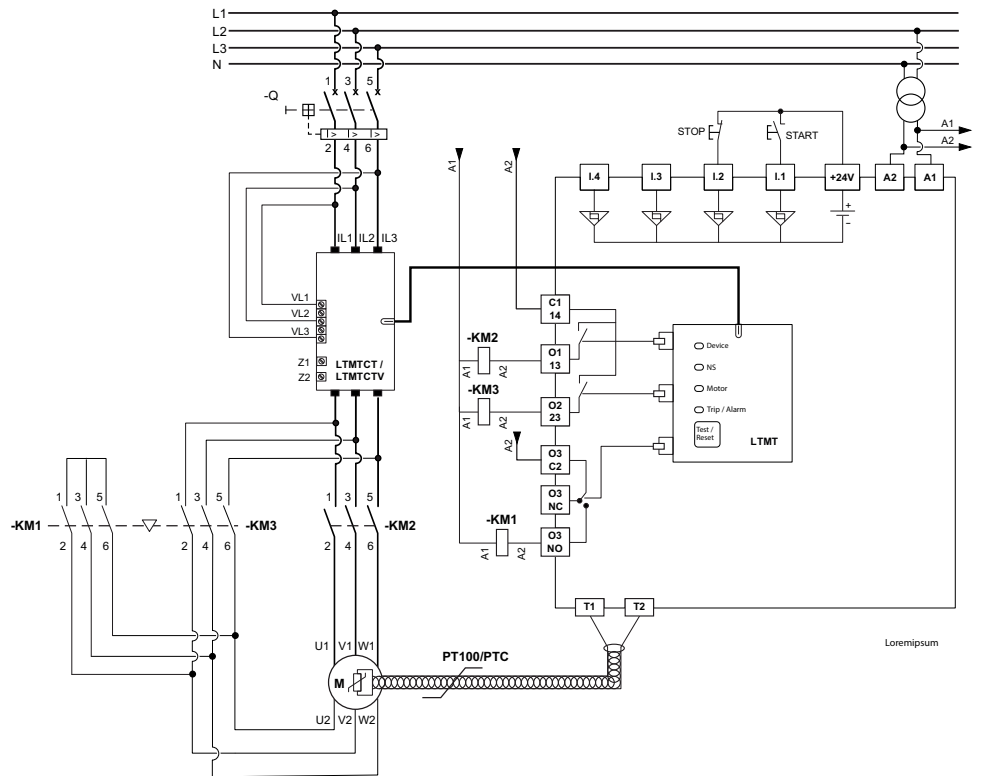 L1
L2
L3
N
1 3 5
-Q
I > I > I >
2 4 6
STOP
START
A1
A2
A1
A2
I.4 I.3 I.2 I.1 +24V A2 A1
+
−
IL1 IL2 IL3
VL1
VL2
VL3
Z1
Z2
LTMTCT /
LTMTCTV
C1
14
-KM2
A1 A2
O1
13
-KM3
A1 A2
O2
23
A2
O3
C2
O3
NC
-KM1
A1 A2
O3
NO
Device
NS
Motor
Trip / Alarm
Test /
Reset
LTMT
1 3 5
-KM1
2 4 6
1 3 5
-KM3
2 4 6
1 3 5
-KM2
2 4 6
T1 T2
Loremipsum
U1 V1 W1
PT100/PTC
M
U2 V2 W2